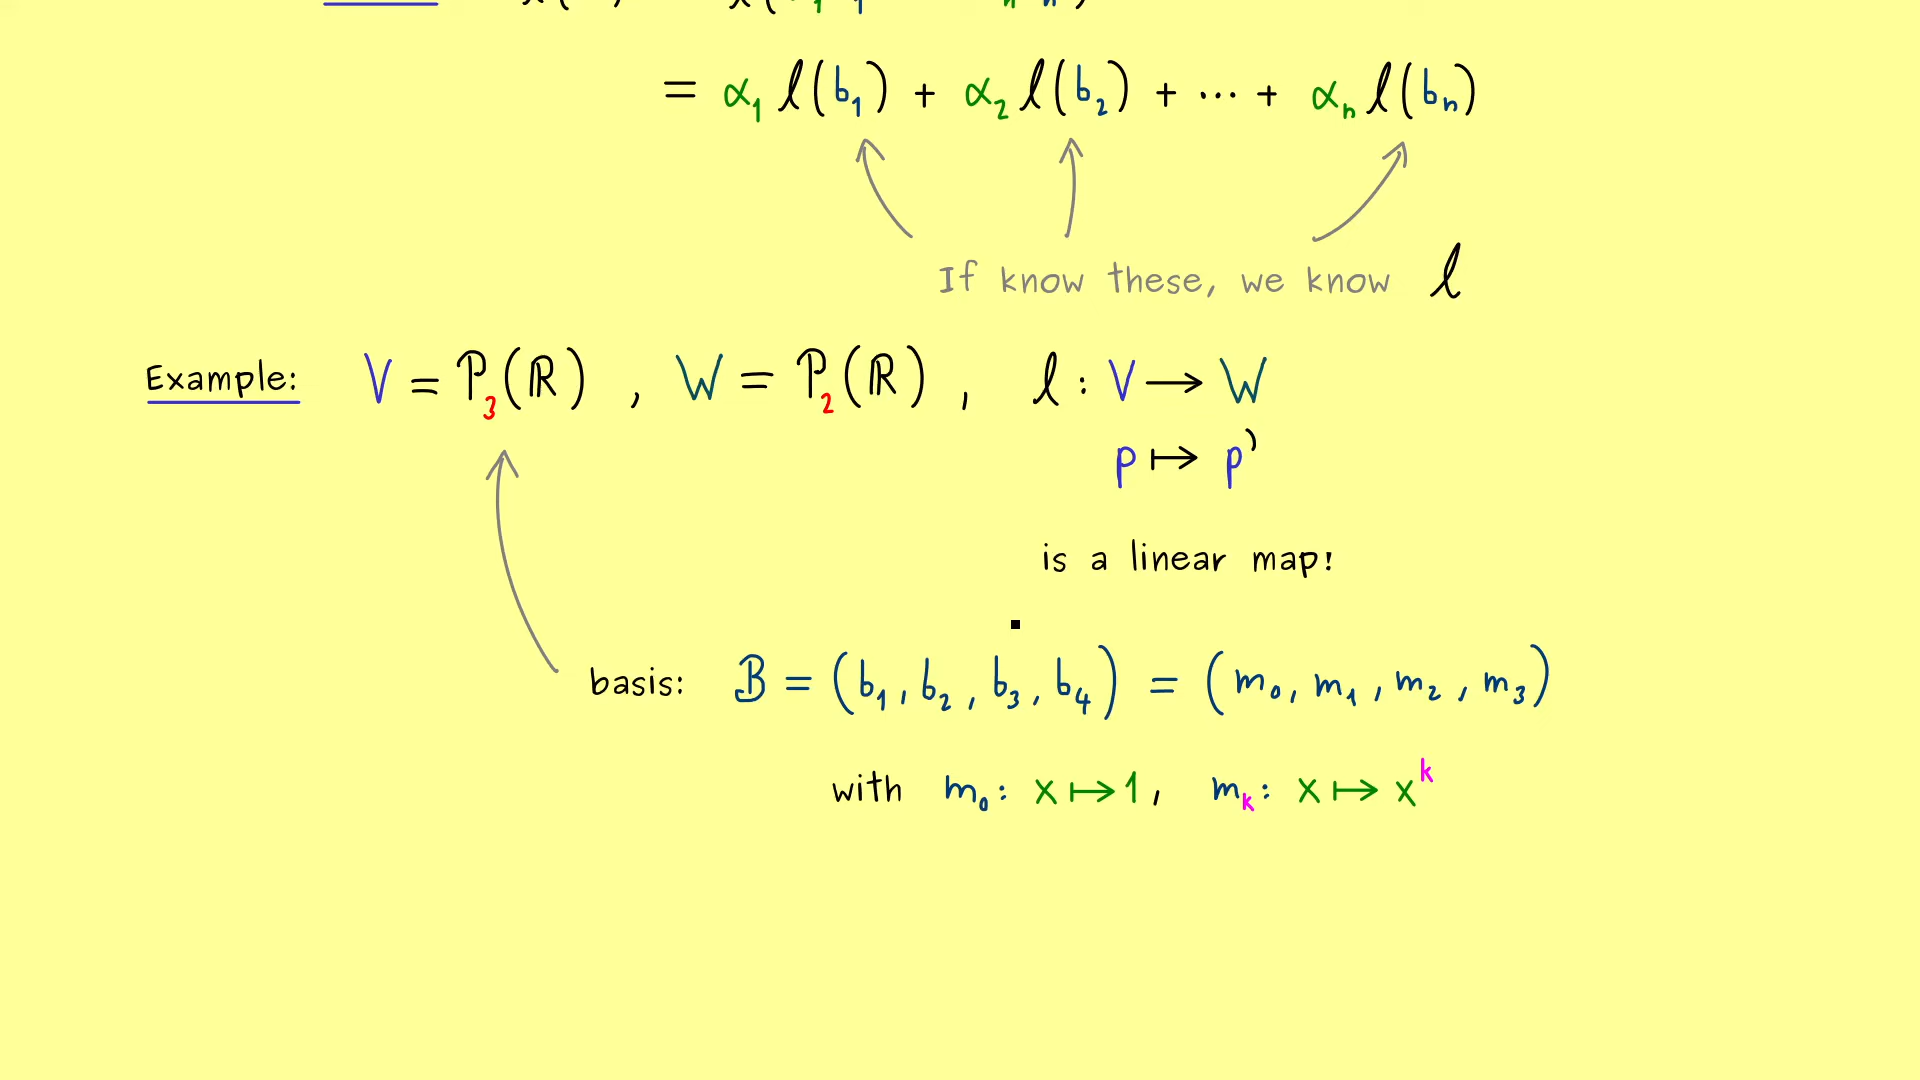 = α₁ ℓ(b₁) + α₂ ℓ(b₂) + ··· + αₙ ℓ(bₙ)
If know these, we know ℓ
Example: V = P₃(ℝ) , W = P₂(ℝ) , ℓ : V ⟶ W
p ↦ p'
is a linear map!
basis: B = (b₁, b₂, b₃, b₄) = (m₀, m₁, m₂, m₃)
with m₀: x ↦ 1, mₖ: x ↦ xᵏ